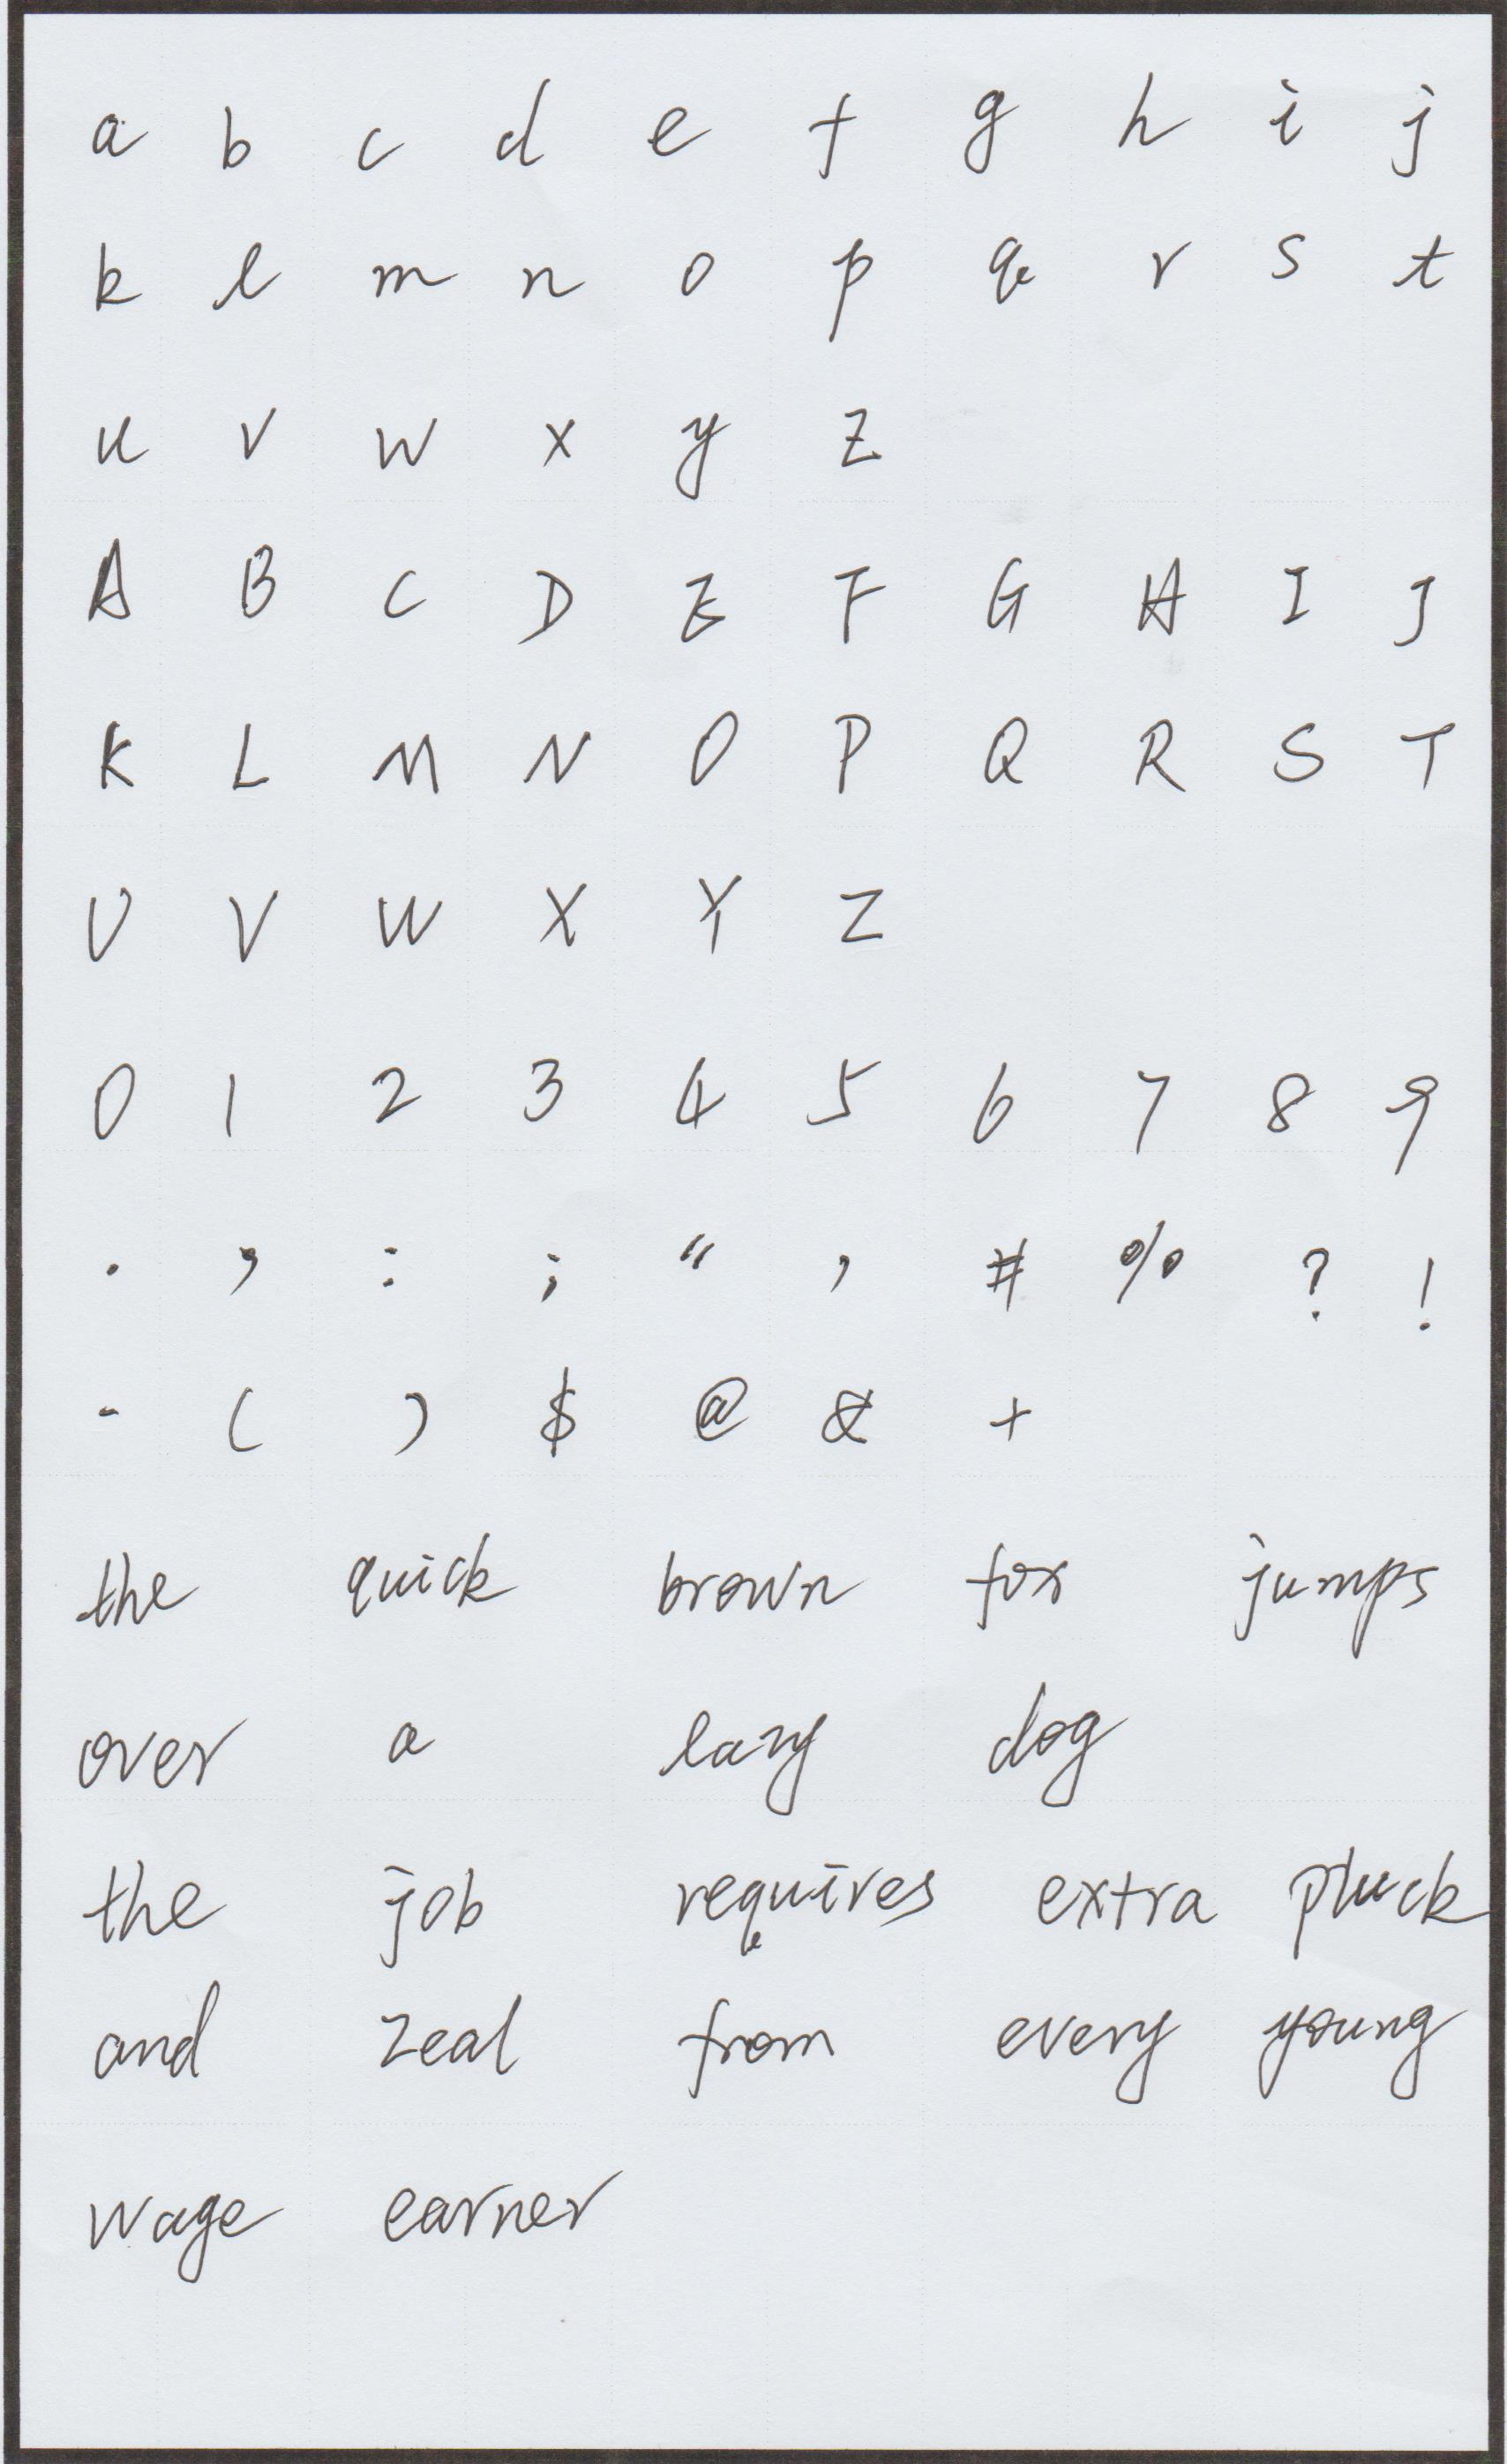 a b c d e f g h i j
k l m n o p q r s t
u v w x y z
A B C D E F G H I J
K L M N O P Q R S T
U V W X Y Z
0 1 2 3 4 5 6 7 8 9
. , : ; " ' # % ? !
- ( ) $ @ & +
the quick brown fox jumps
over a lazy dog
the job requires extra pluck
and zeal from every young
wage earner